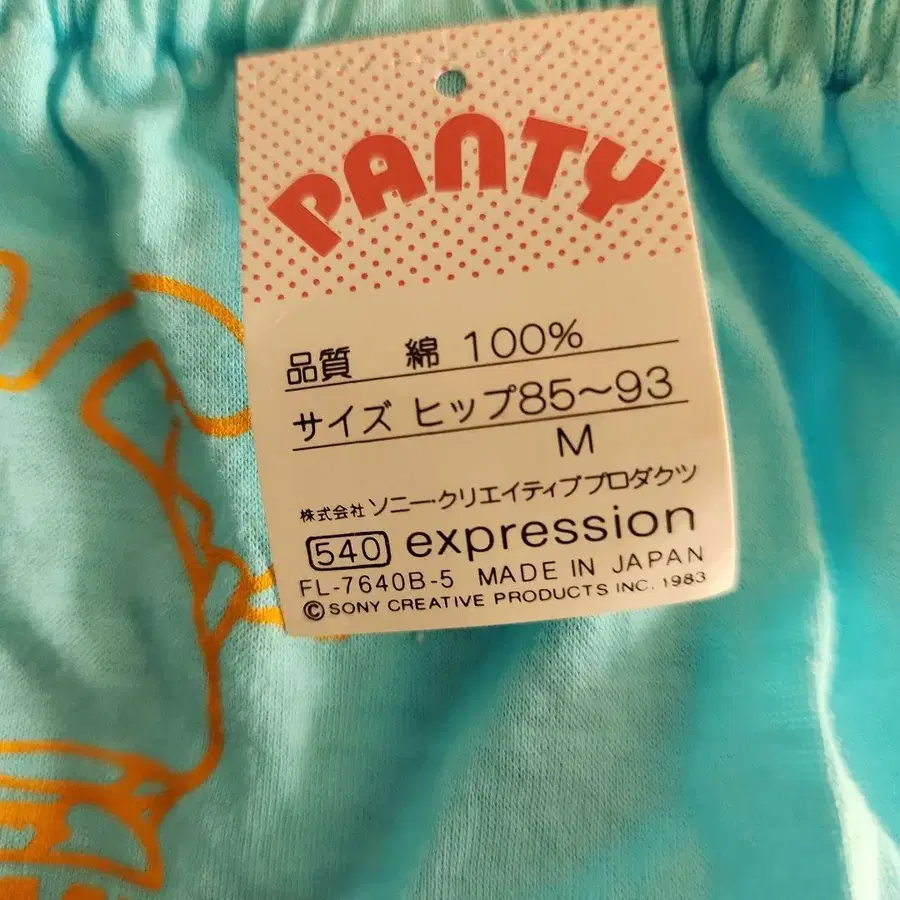 PANTY
品質 綿 100%
サイズ ヒップ85〜93
M
株式会社 ソニー・クリエイティブプロダクツ
540 expression
FL-7640B-5 MADE IN JAPAN
©SONY CREATIVE PRODUCTS INC. 1983